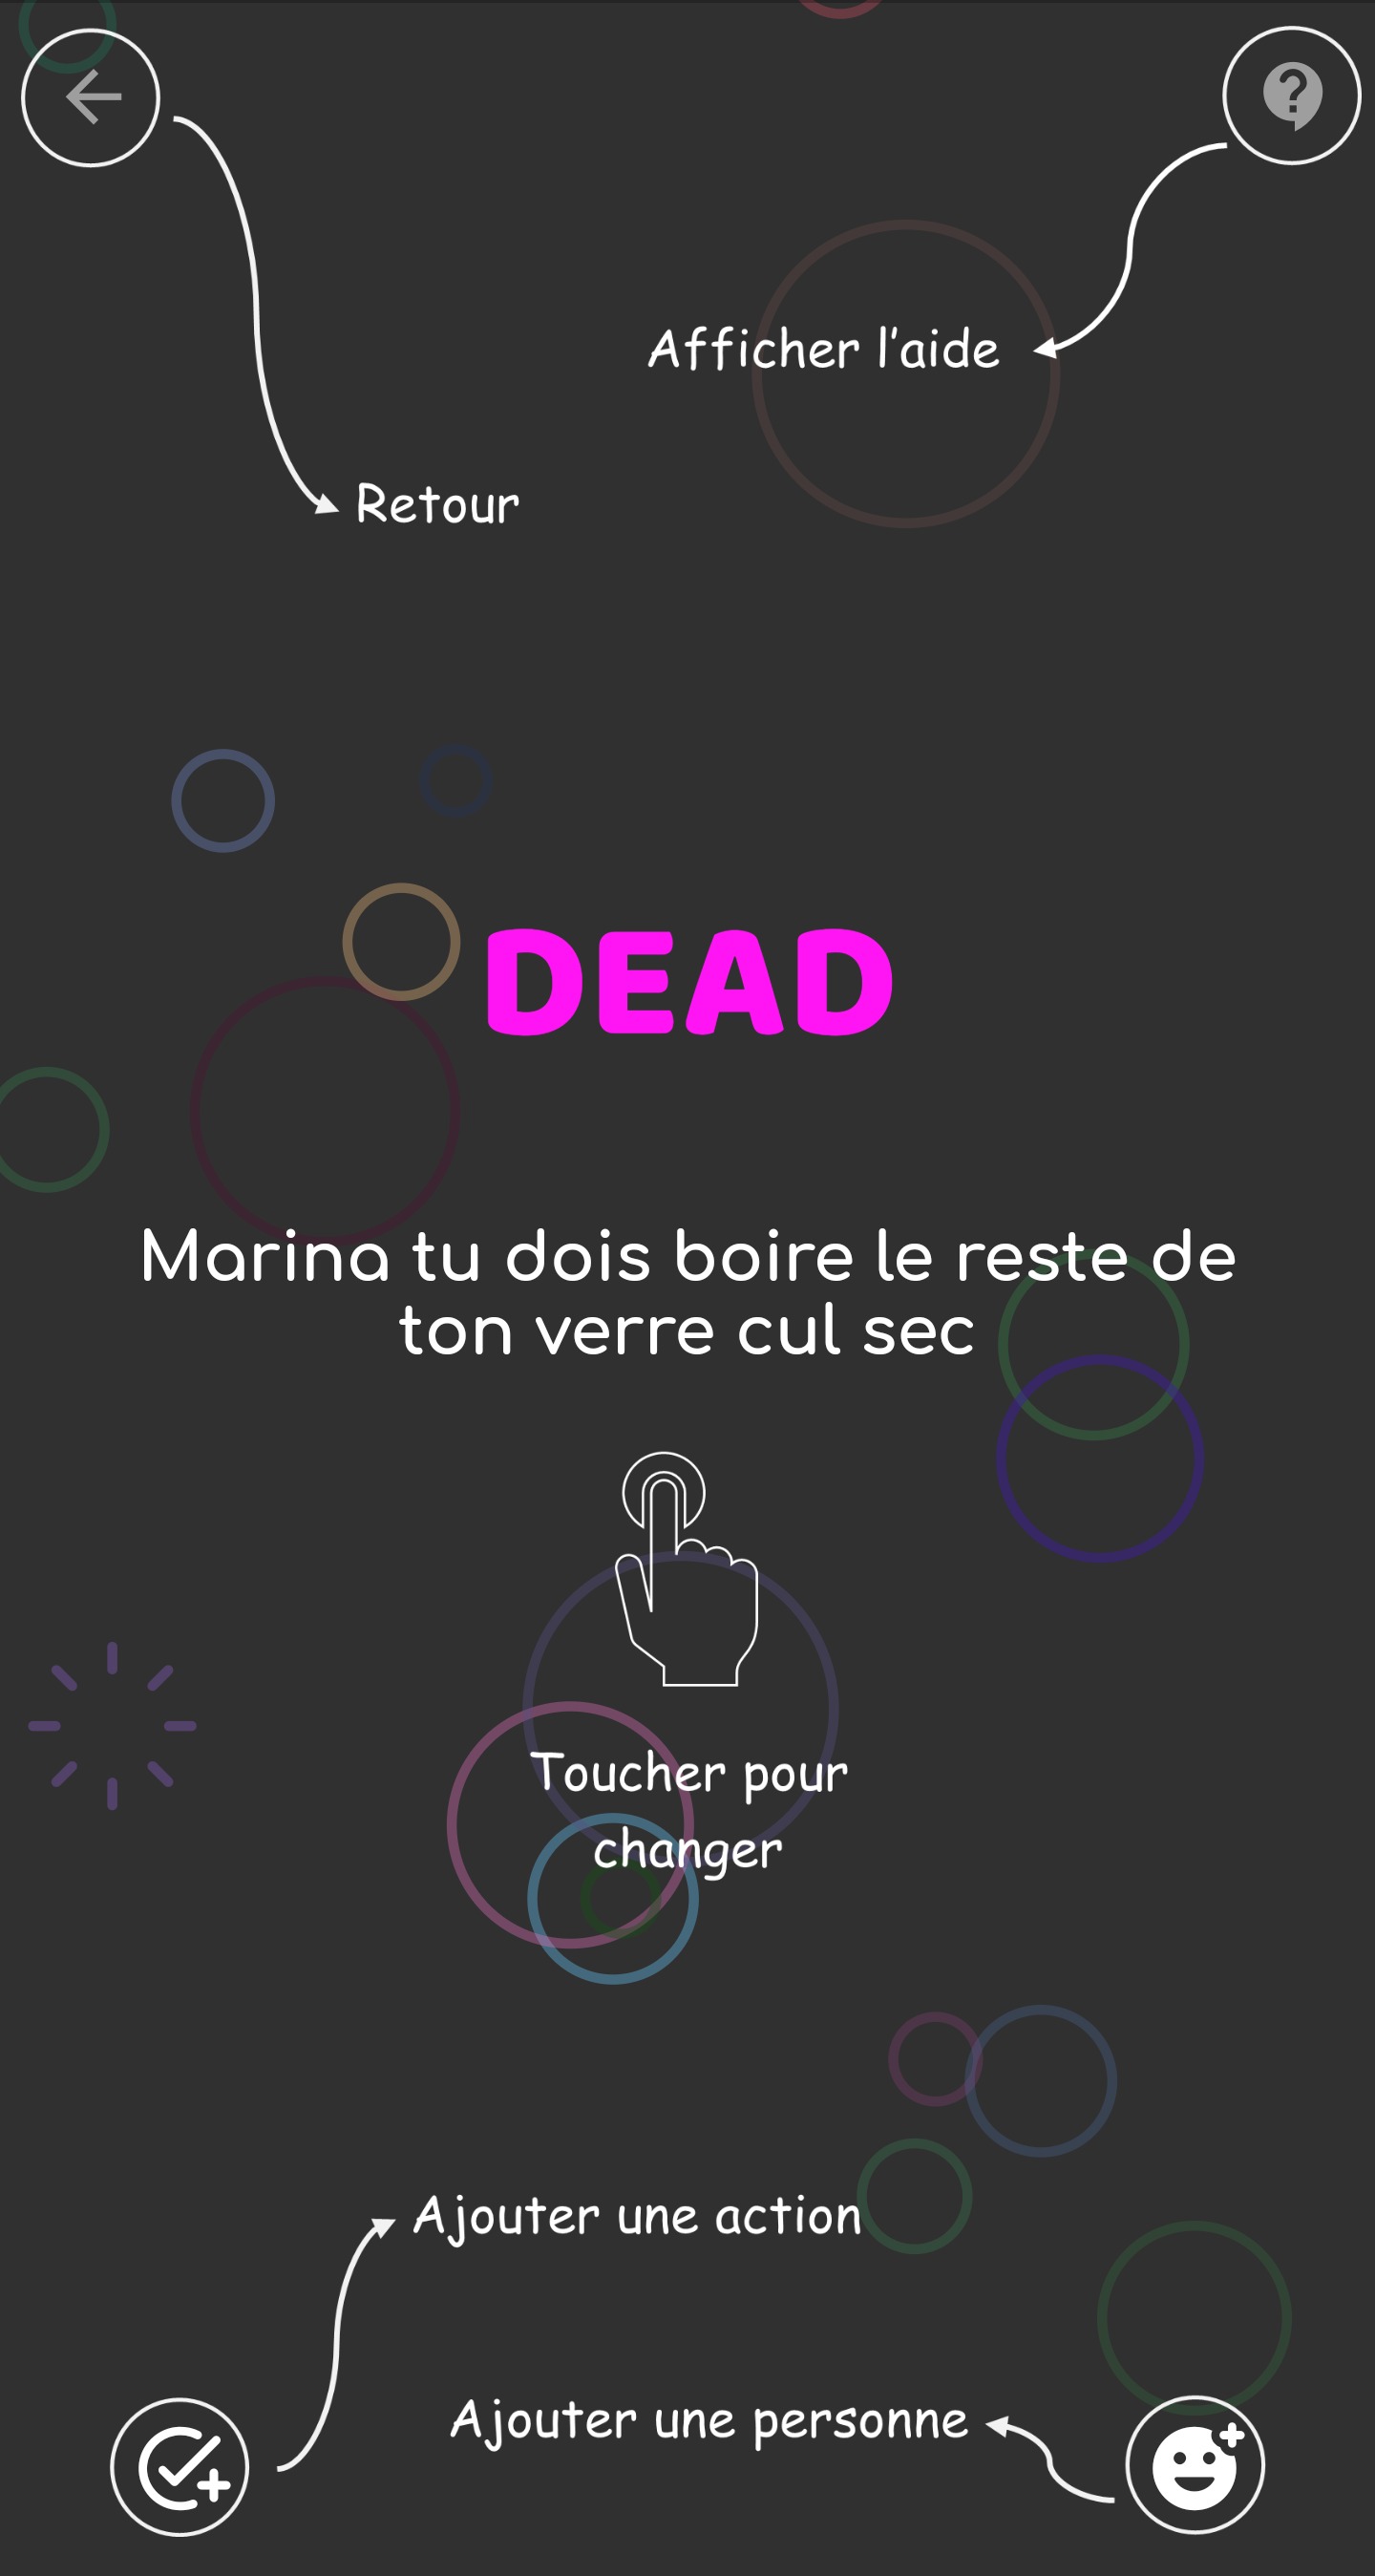 Afficher l'aide
Retour
DEAD
Marina tu dois boire le reste de
ton verre cul sec
Toucher pour
changer
Ajouter une action
Ajouter une personne